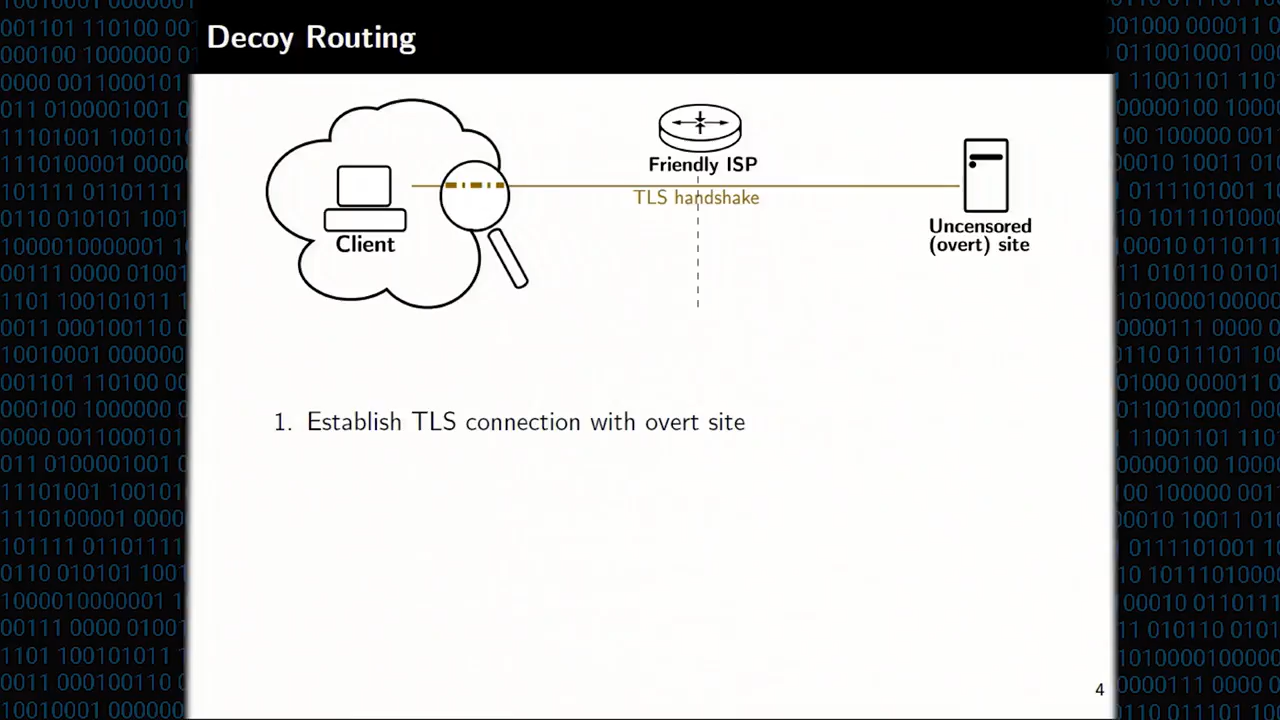 Decoy Routing
Friendly ISP
TLS handshake
Client
Uncensored
(overt) site
1. Establish TLS connection with overt site
4